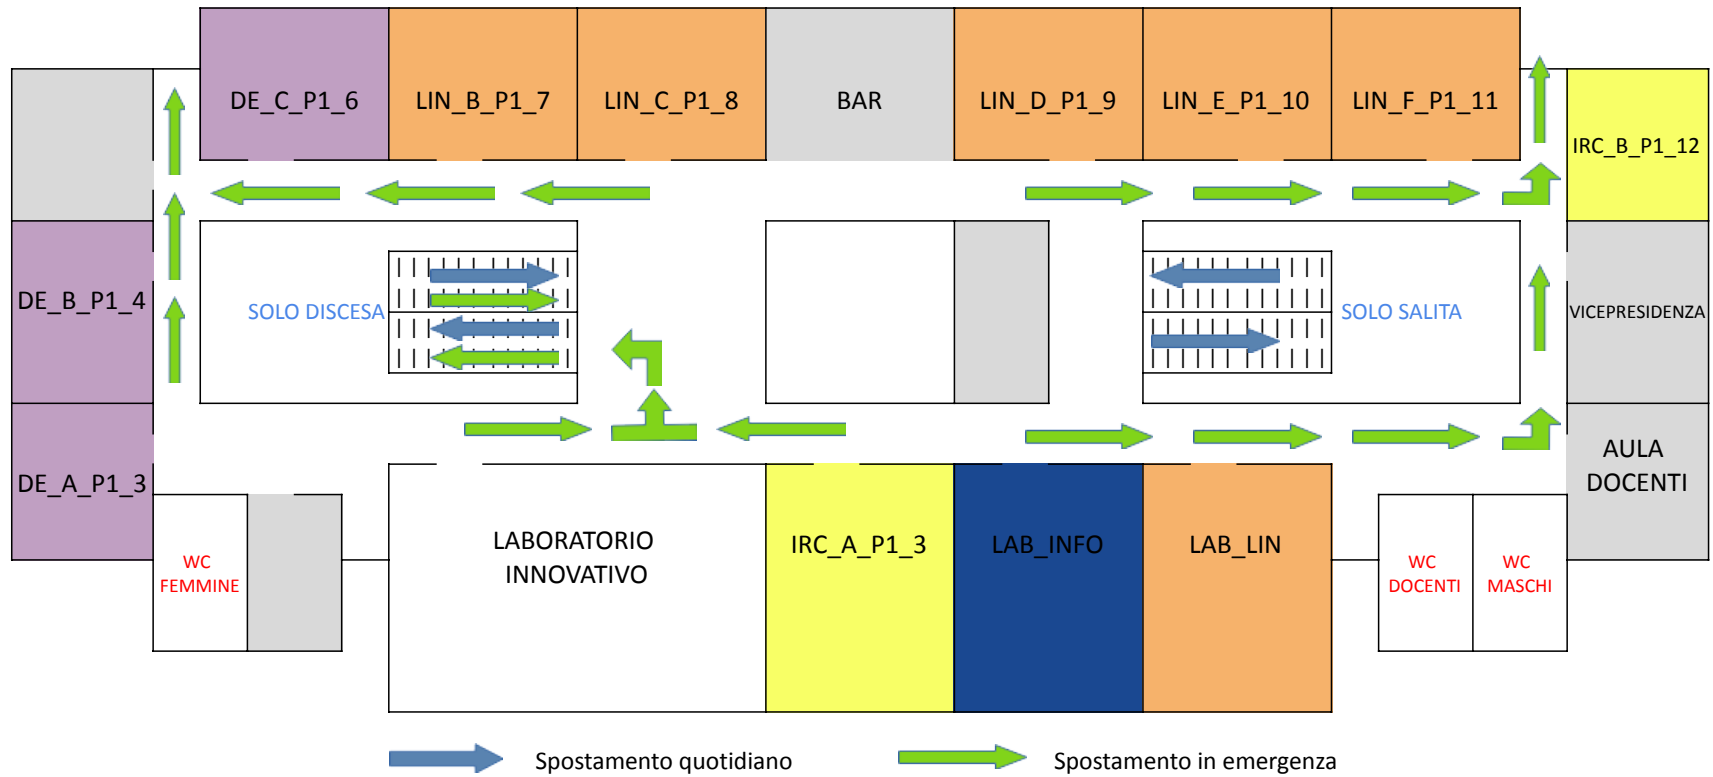 DE_C_P1_6
LIN_B_P1_7
LIN_C_P1_8
BAR
LIN_D_P1_9
LIN_E_P1_10
LIN_F_P1_11
IRC_B_P1_12
DE_B_P1_4
SOLO DISCESA
SOLO SALITA
VICEPRESIDENZA
DE_A_P1_3
AULA
DOCENTI
WC
FEMMINE
LABORATORIO
INNOVATIVO
IRC_A_P1_3
LAB_INFO
LAB_LIN
WC
DOCENTI
WC
MASCHI
Spostamento quotidiano
Spostamento in emergenza